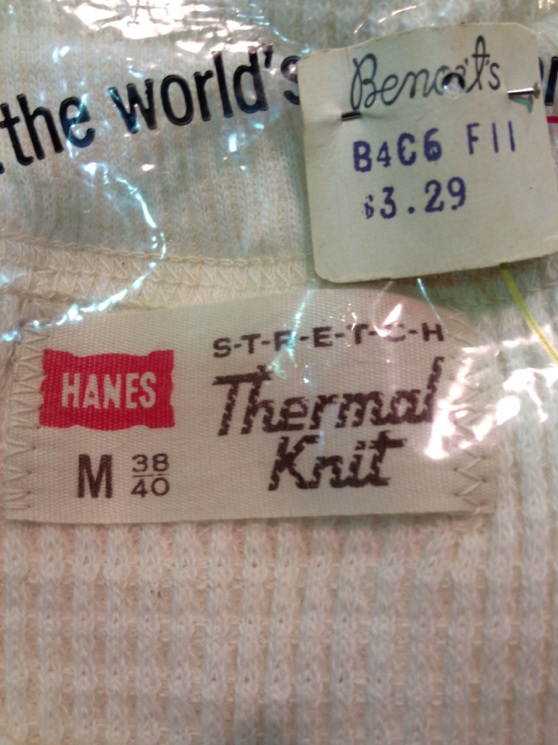 the world's
Benoit's
B4C6 F11
$3.29
S-T-R-E-T-C-H
HANES
Thermal
Knit
M 38/40